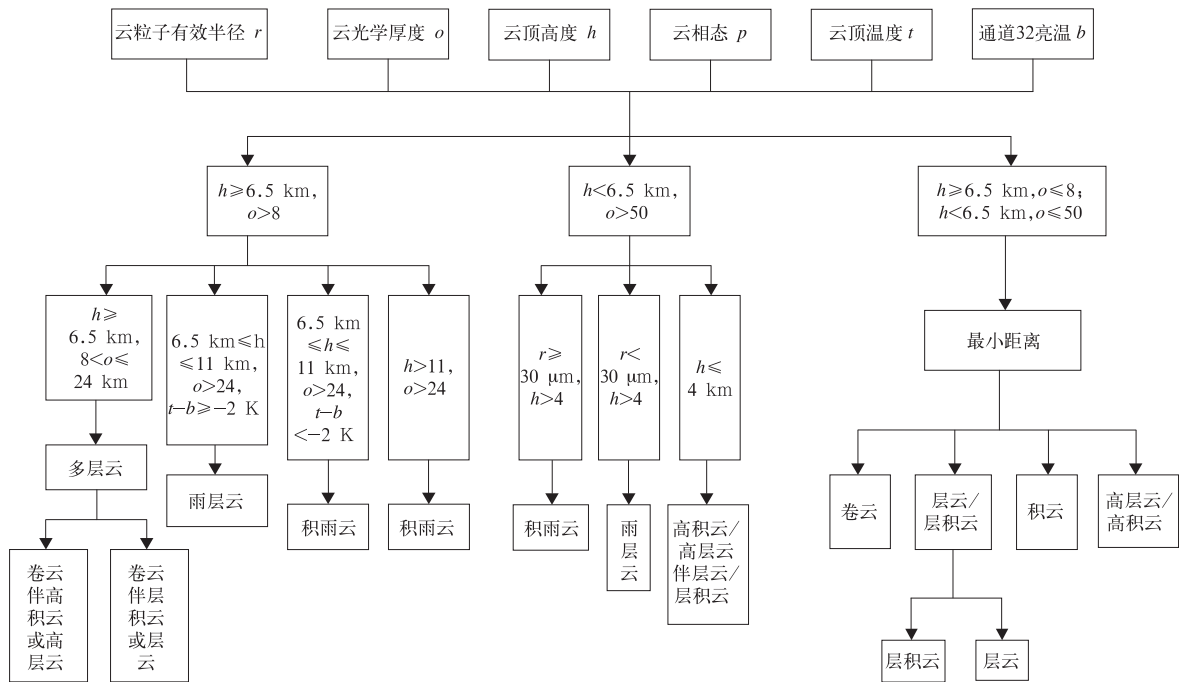 云粒子有效半径 r
云光学厚度 o
云顶高度 h
云相态 p
云顶温度 t
通道32亮温 b
h≥6.5 km,
o>8
h<6.5 km,
o>50
h≥6.5 km,o≤8;
h<6.5 km,o≤50
h≥
6.5 km,
8<o≤
24 km
6.5 km≤h
≤11 km,
o>24,
t−b≥−2 K
6.5 km
≤h≤
11 km,
o>24,
t−b
<−2 K
h>11,
o>24
r≥
30 μm,
h>4
r<
30 μm,
h>4
h≤
4 km
最小距离
多层云
雨层云
积雨云
积雨云
积雨云
雨
层
云
高积云/
高层云
伴层云/
层积云
卷云
层云/
层积云
积云
高层云/
高积云
卷云
伴高
积云
或高
层云
卷云
伴层
积云
或层
云
层积云
层云